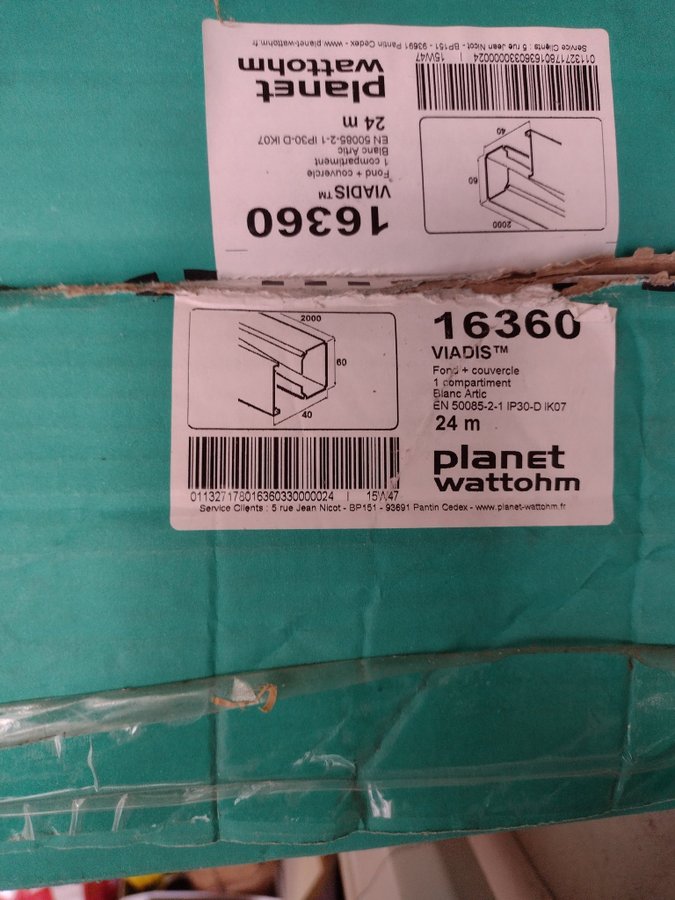 Service Clients : 5 rue Jean Nicot - BP151 - 93691 Pantin Cedex - www.planet-wattohm.fr
011327178016360330000024 | 15W47
planet
wattohm
24 m
EN 50085-2-1 IP30-D IK07
Blanc Artic
1 compartiment
Fond + couvercle
VIADIS™
16360
40
60
2000
2000
60
40
16360
VIADIS™
Fond + couvercle
1 compartiment
Blanc Artic
EN 50085-2-1 IP30-D IK07
24 m
planet
wattohm
011327178016360330000024 | 15W47
Service Clients : 5 rue Jean Nicot - BP151 - 93691 Pantin Cedex - www.planet-wattohm.fr